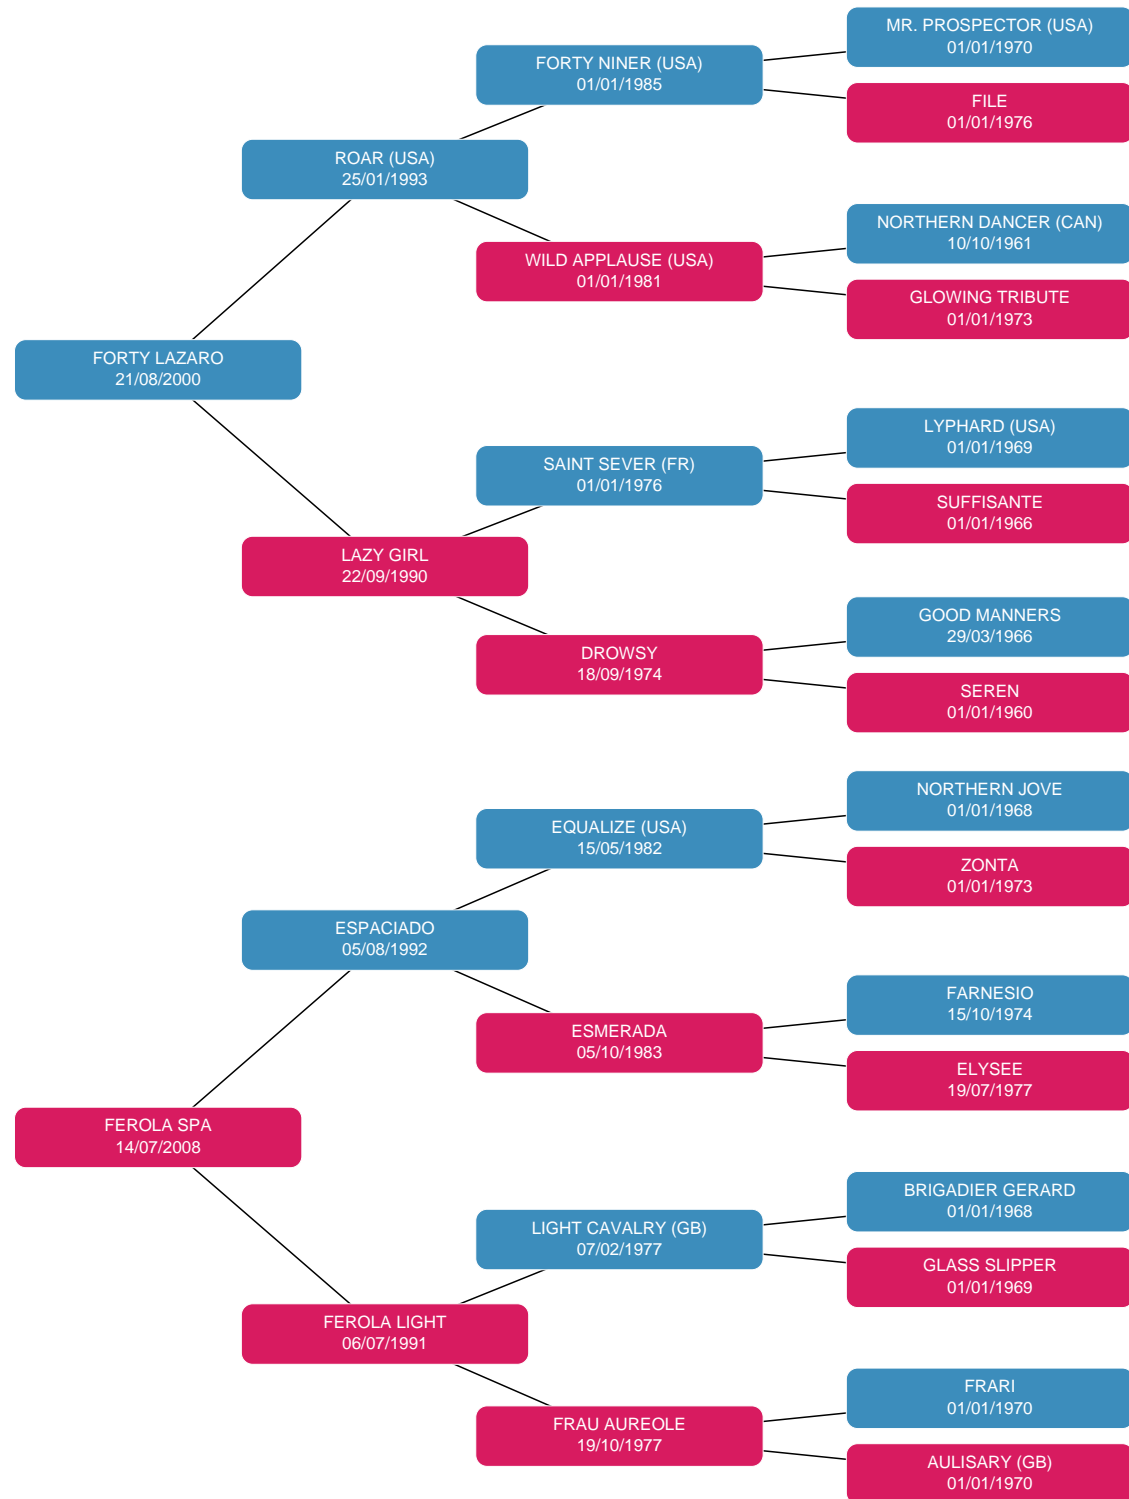 MR. PROSPECTOR (USA)
01/01/1970
FORTY NINER (USA)
01/01/1985
FILE
01/01/1976
ROAR (USA)
25/01/1993
NORTHERN DANCER (CAN)
10/10/1961
WILD APPLAUSE (USA)
01/01/1981
GLOWING TRIBUTE
01/01/1973
FORTY LAZARO
21/08/2000
LYPHARD (USA)
01/01/1969
SAINT SEVER (FR)
01/01/1976
SUFFISANTE
01/01/1966
LAZY GIRL
22/09/1990
GOOD MANNERS
29/03/1966
DROWSY
18/09/1974
SEREN
01/01/1960
NORTHERN JOVE
01/01/1968
EQUALIZE (USA)
15/05/1982
ZONTA
01/01/1973
ESPACIADO
05/08/1992
FARNESIO
15/10/1974
ESMERADA
05/10/1983
ELYSEE
19/07/1977
FEROLA SPA
14/07/2008
BRIGADIER GERARD
01/01/1968
LIGHT CAVALRY (GB)
07/02/1977
GLASS SLIPPER
01/01/1969
FEROLA LIGHT
06/07/1991
FRARI
01/01/1970
FRAU AUREOLE
19/10/1977
AULISARY (GB)
01/01/1970